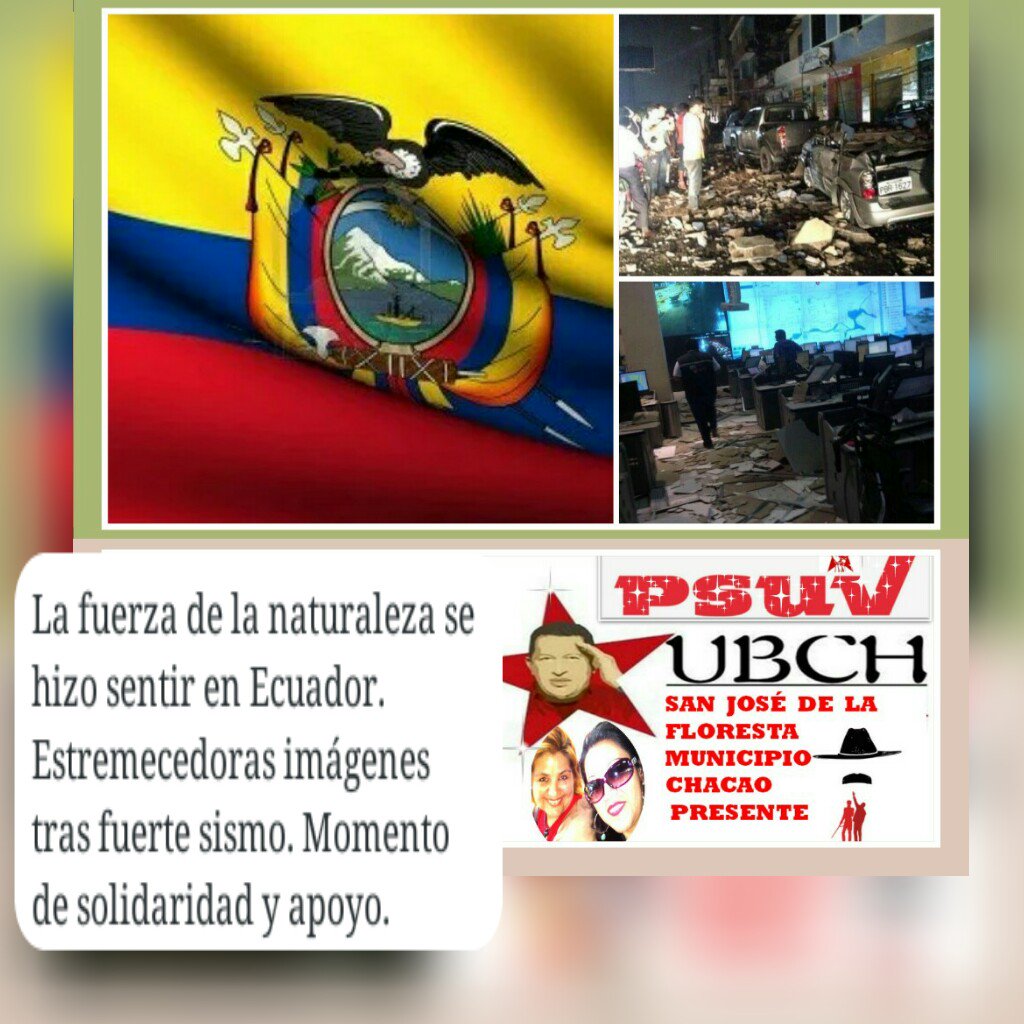 La fuerza de la naturaleza se
hizo sentir en Ecuador.
Estremecedoras imágenes
tras fuerte sismo. Momento
de solidaridad y apoyo.
PSUV
UBCH
SAN JOSÉ DE LA
FLORESTA
MUNICIPIO
CHACAO
PRESENTE